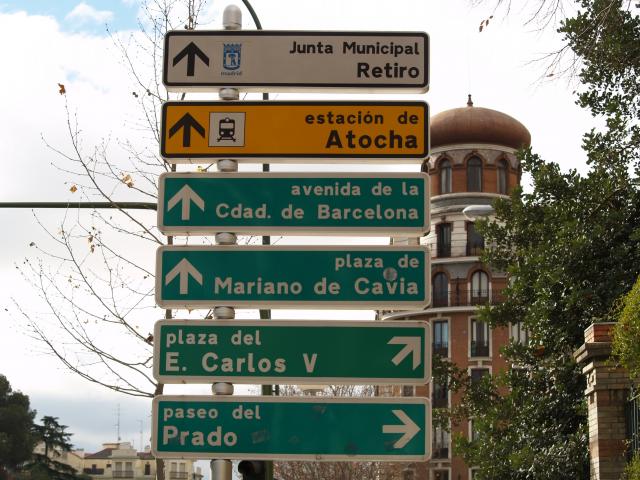 Junta Municipal
Retiro
madrid
estación de
Atocha
avenida de la
Cdad. de Barcelona
plaza de
Mariano de Cavia
plaza del
E. Carlos V
paseo del
Prado